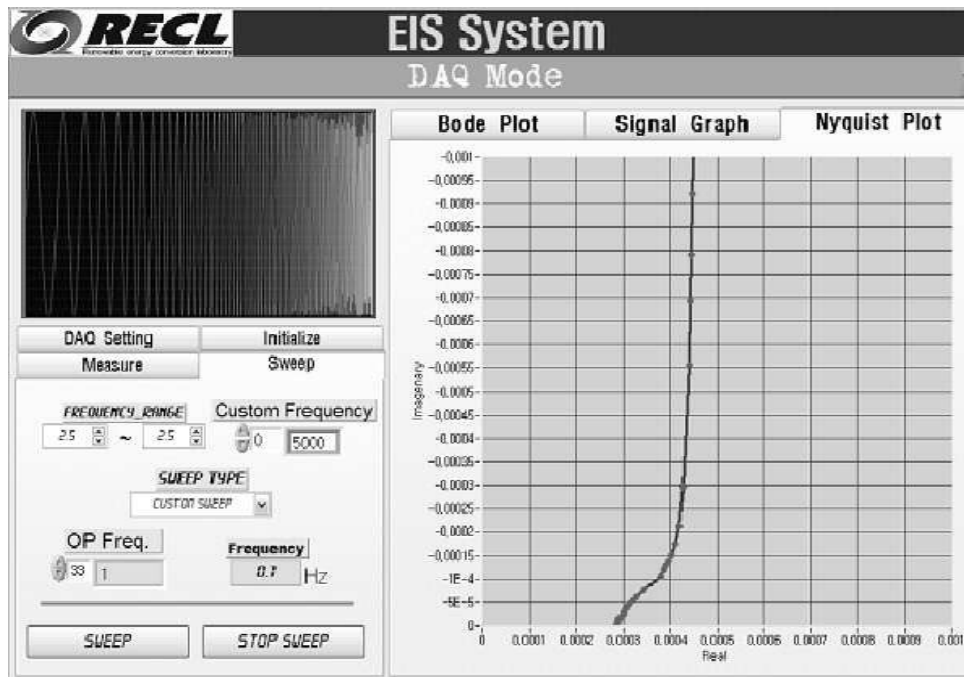 RECL
Renewable energy conversion laboratory
EIS System
DAQ Mode
DAQ Setting
Initialize
Measure
Sweep
FREQUENCY_RANGE
Custom Frequency
25 ~ 25
0
5000
SWEEP TYPE
CUSTOM SWEEP
OP Freq.
33
1
Frequency
0.1 Hz
SWEEP
STOP SWEEP
Bode Plot
Signal Graph
Nyquist Plot
-0,001
-0,00095
-0,0009
-0,00085
-0,0008
-0,00075
-0,0007
-0,00065
-0,0006
-0,00055
-0,0005
-0,00045
-0,0004
-0,00035
-0,0003
-0,00025
-0,0002
-0,00015
-1E-4
-5E-5
0
Imagenary
0 0,0001 0,0002 0,0003 0,0004 0,0005 0,0006 0,0007 0,0008 0,0009 0,001
Real